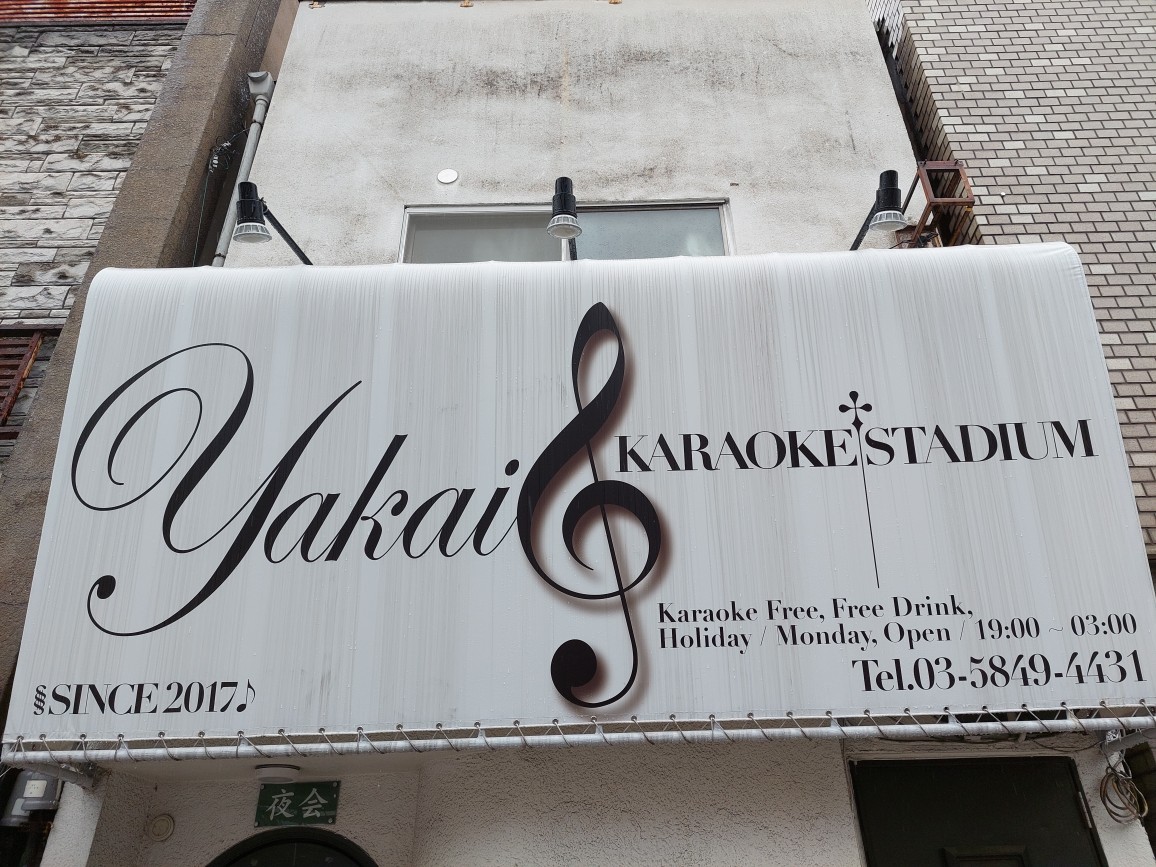 Yakai
KARAOKE STADIUM
Karaoke Free, Free Drink,
Holiday / Monday, Open / 19:00 ~ 03:00
Tel.03-5849-4431
§SINCE 2017♪
夜会